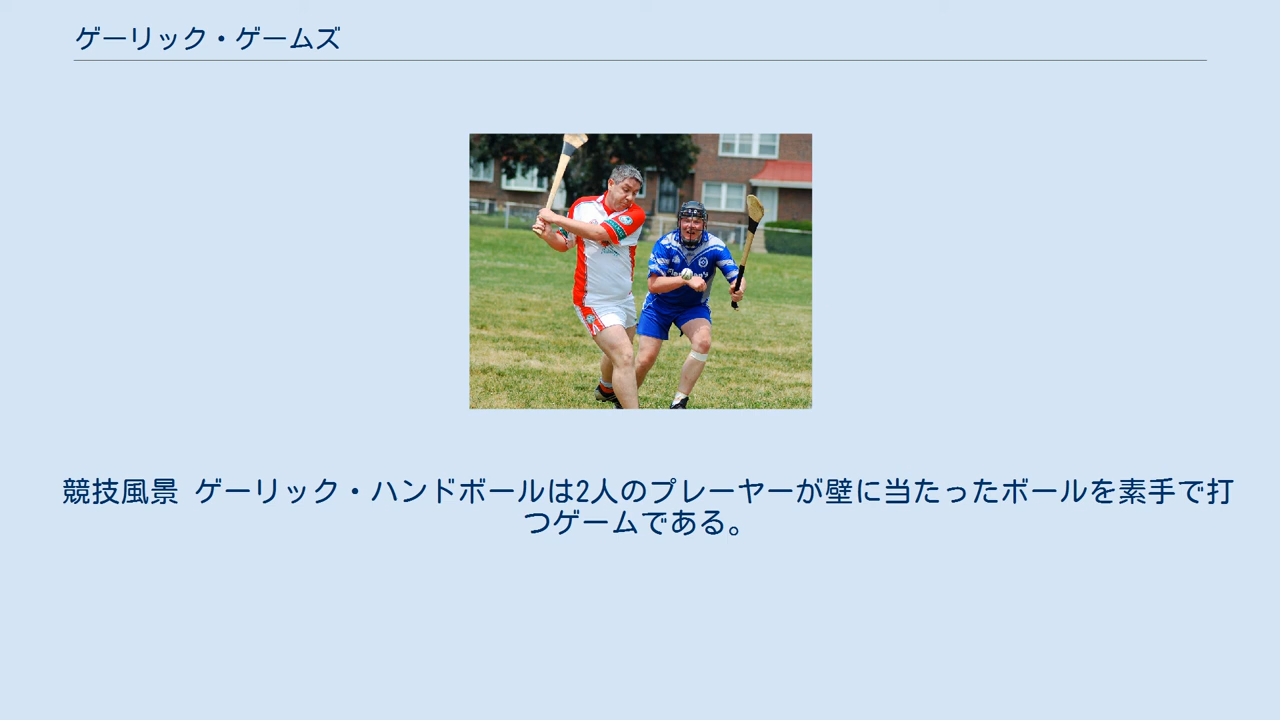 ゲーリック・ゲームズ
競技風景 ゲーリック・ハンドボールは2人のプレーヤーが壁に当たったボールを素手で打
つゲームである。